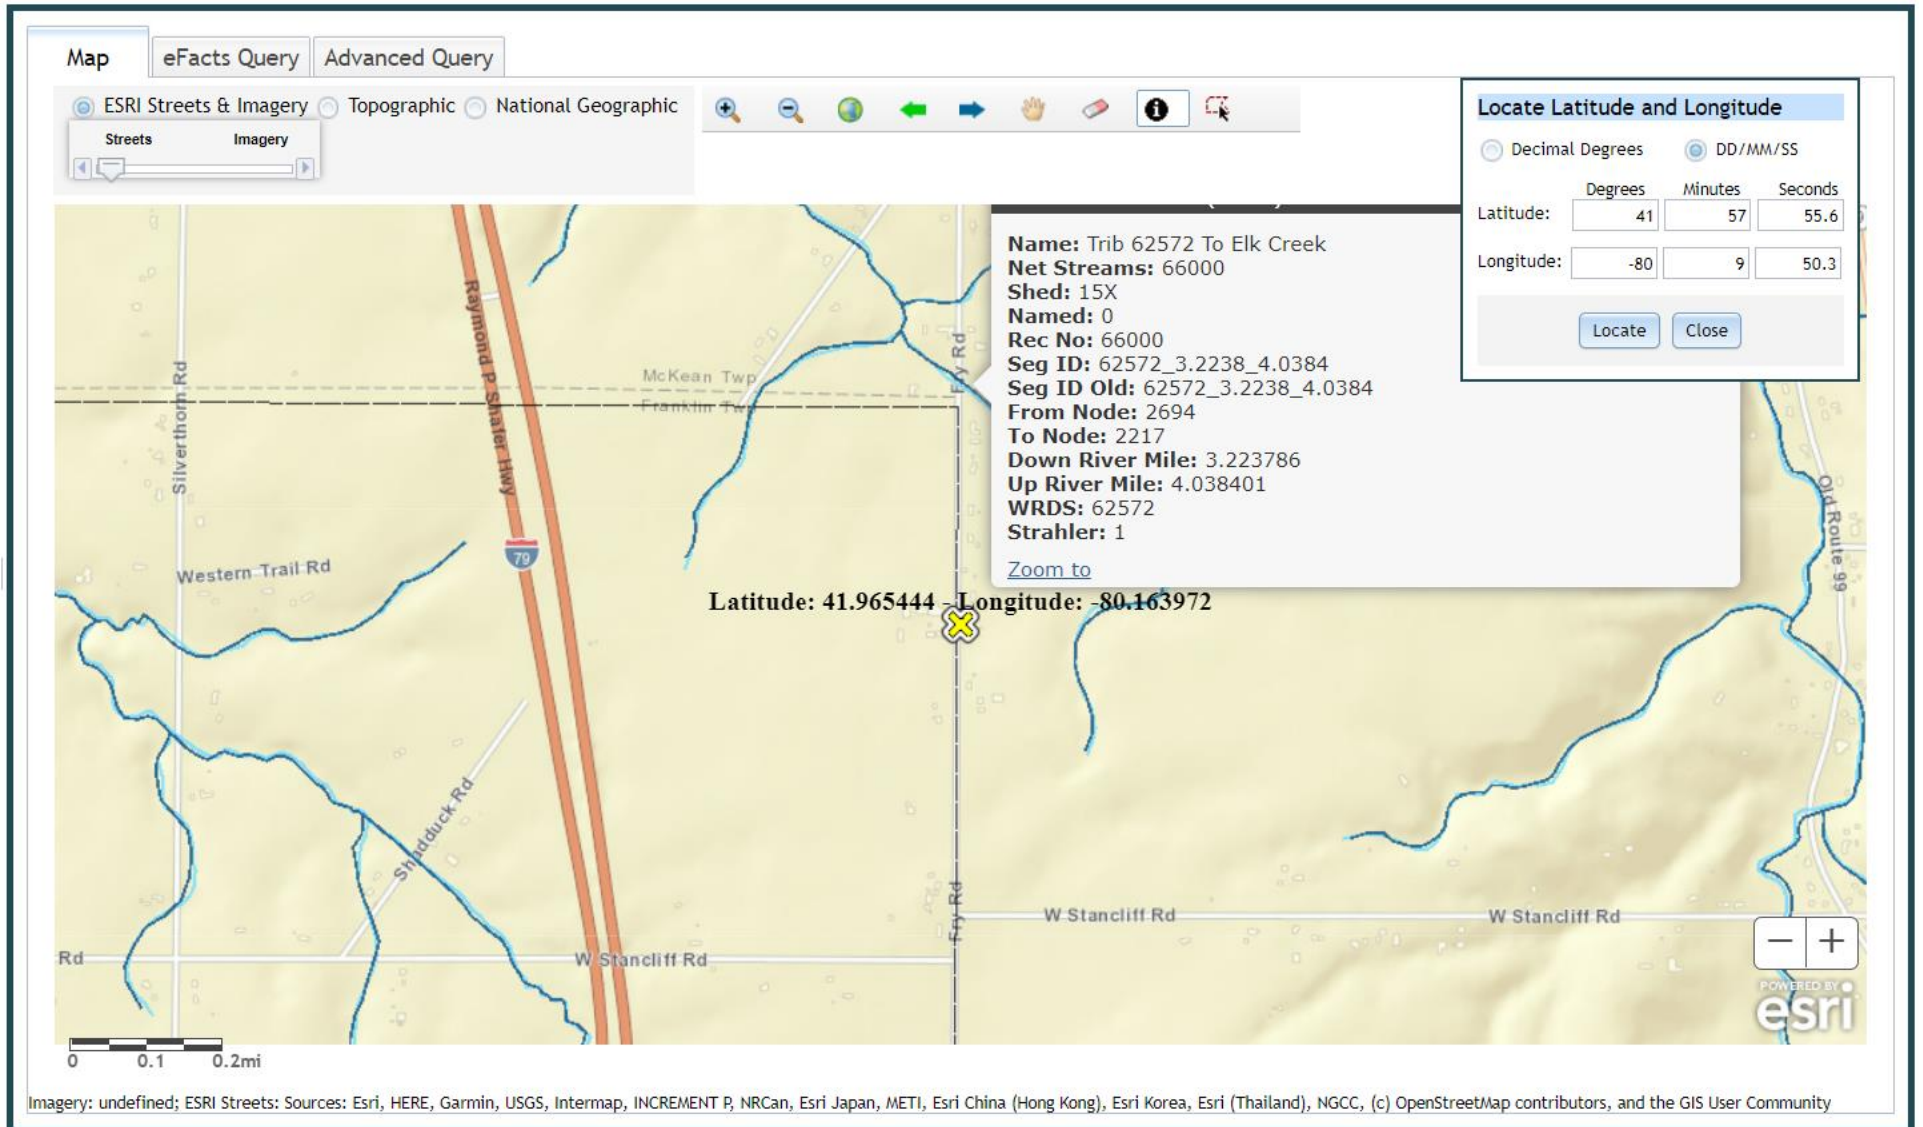 Map eFacts Query Advanced Query
ESRI Streets & Imagery Topographic National Geographic
Streets Imagery
Locate Latitude and Longitude
Decimal Degrees DD/MM/SS
Degrees Minutes Seconds
Latitude: 41 57 55.6
Longitude: -80 9 50.3
Locate Close
Name: Trib 62572 To Elk Creek
Net Streams: 66000
Shed: 15X
Named: 0
Rec No: 66000
Seg ID: 62572_3.2238_4.0384
Seg ID Old: 62572_3.2238_4.0384
From Node: 2694
To Node: 2217
Down River Mile: 3.223786
Up River Mile: 4.038401
WRDS: 62572
Strahler: 1
Zoom to
Raymond P Shafer Hwy
Silverthorn Rd
Fry Rd
McKean Twp
Franklin Twp
Old Route 99
79
Western Trail Rd
Latitude: 41.965444 - Longitude: -80.163972
Shadduck Rd
Fry Rd
W Stancliff Rd
W Stancliff Rd
Rd
W Stancliff Rd
POWERED BY
esri
0 0.1 0.2mi
Imagery: undefined; ESRI Streets: Sources: Esri, HERE, Garmin, USGS, Intermap, INCREMENT P, NRCan, Esri Japan, METI, Esri China (Hong Kong), Esri Korea, Esri (Thailand), NGCC, (c) OpenStreetMap contributors, and the GIS User Community